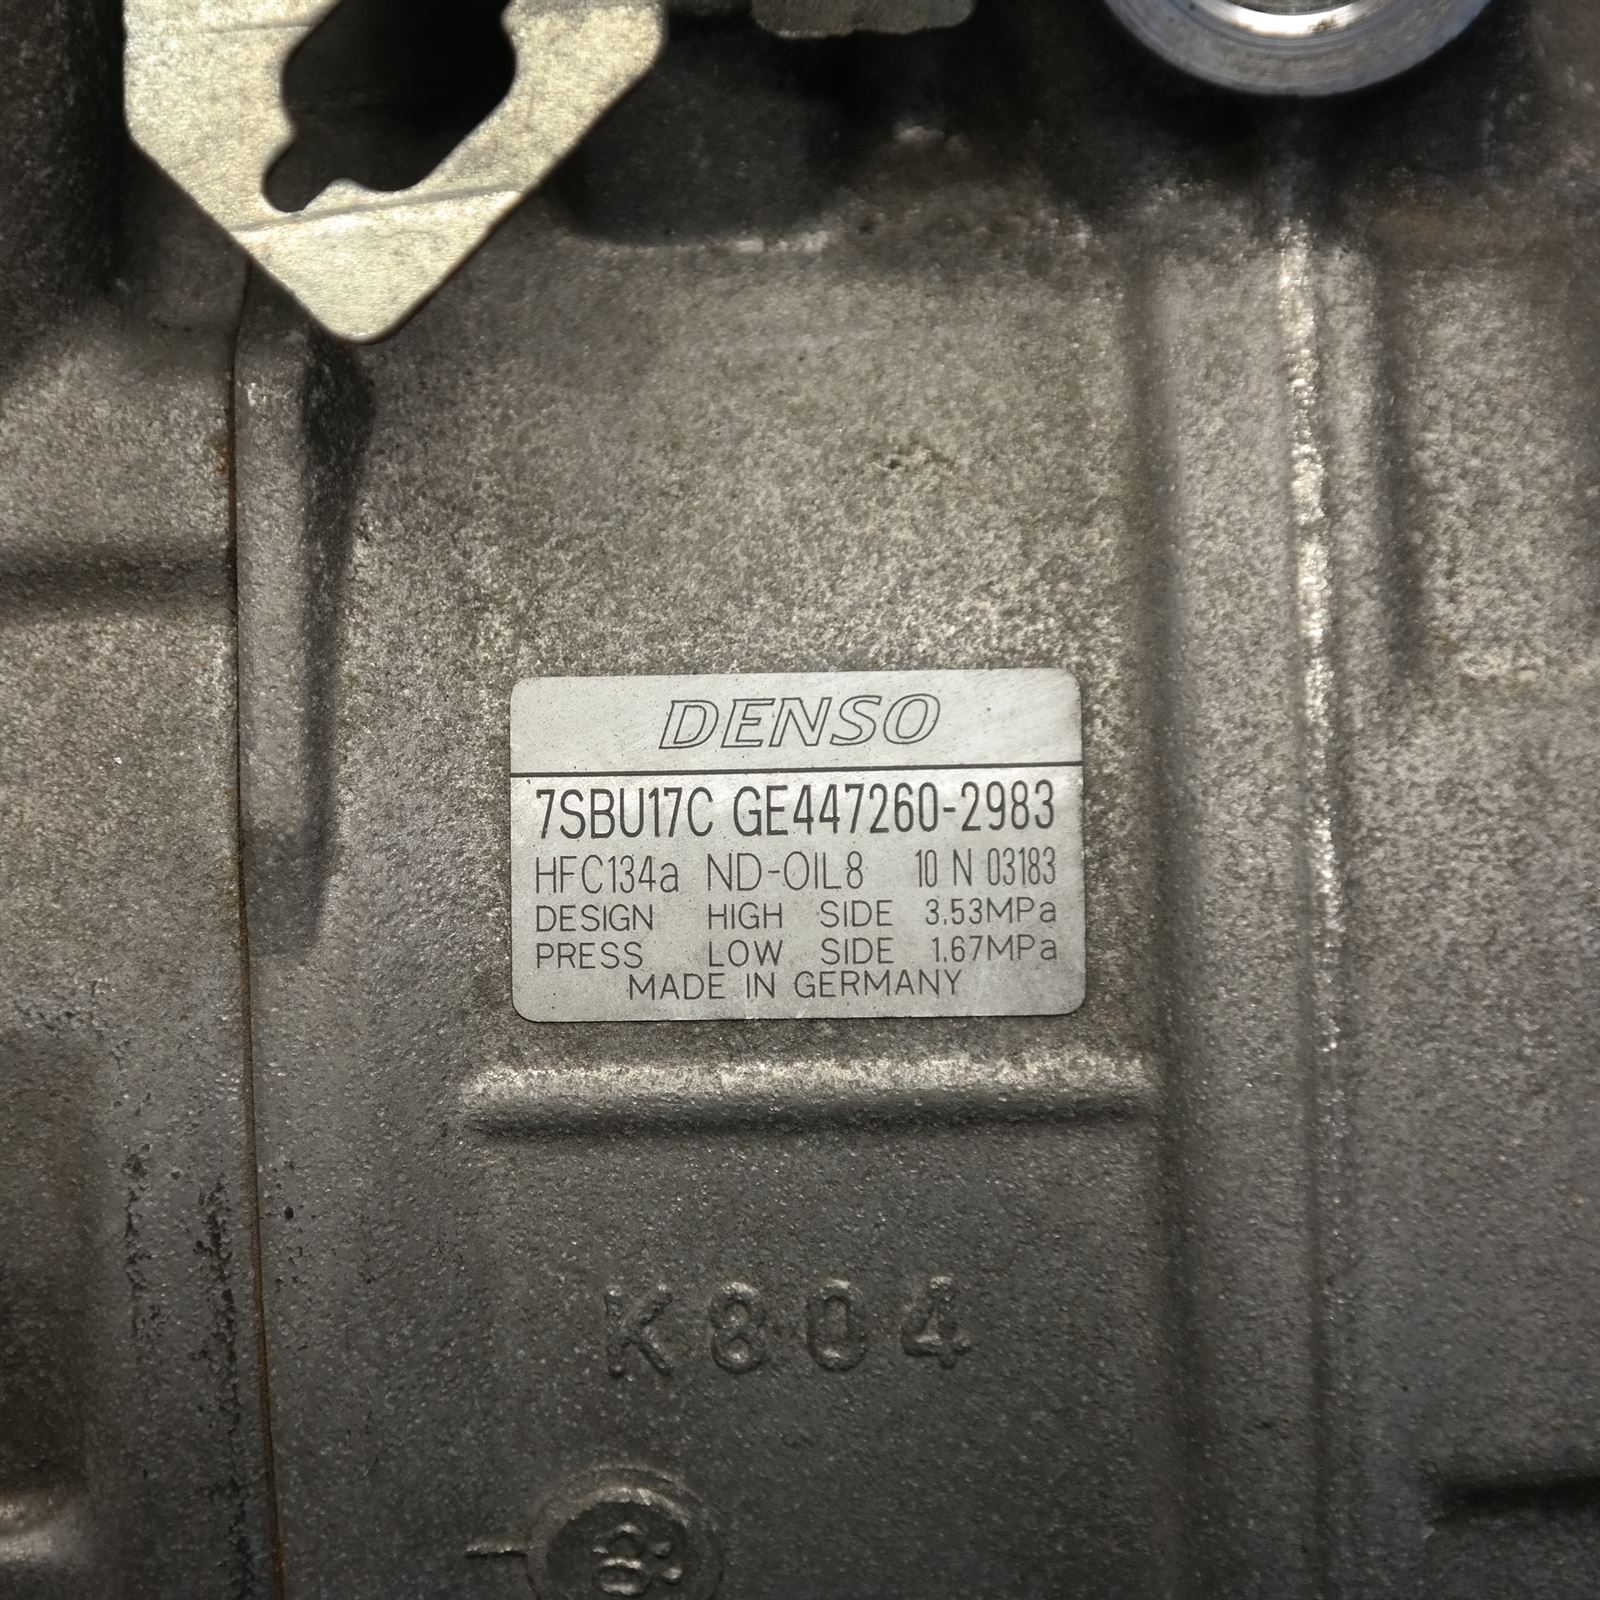 DENSO
7SBU17C GE447260-2983
HFC134a ND-OIL8 10 N 03183
DESIGN HIGH SIDE 3.53MPa
PRESS LOW SIDE 1.67MPa
MADE IN GERMANY
K804